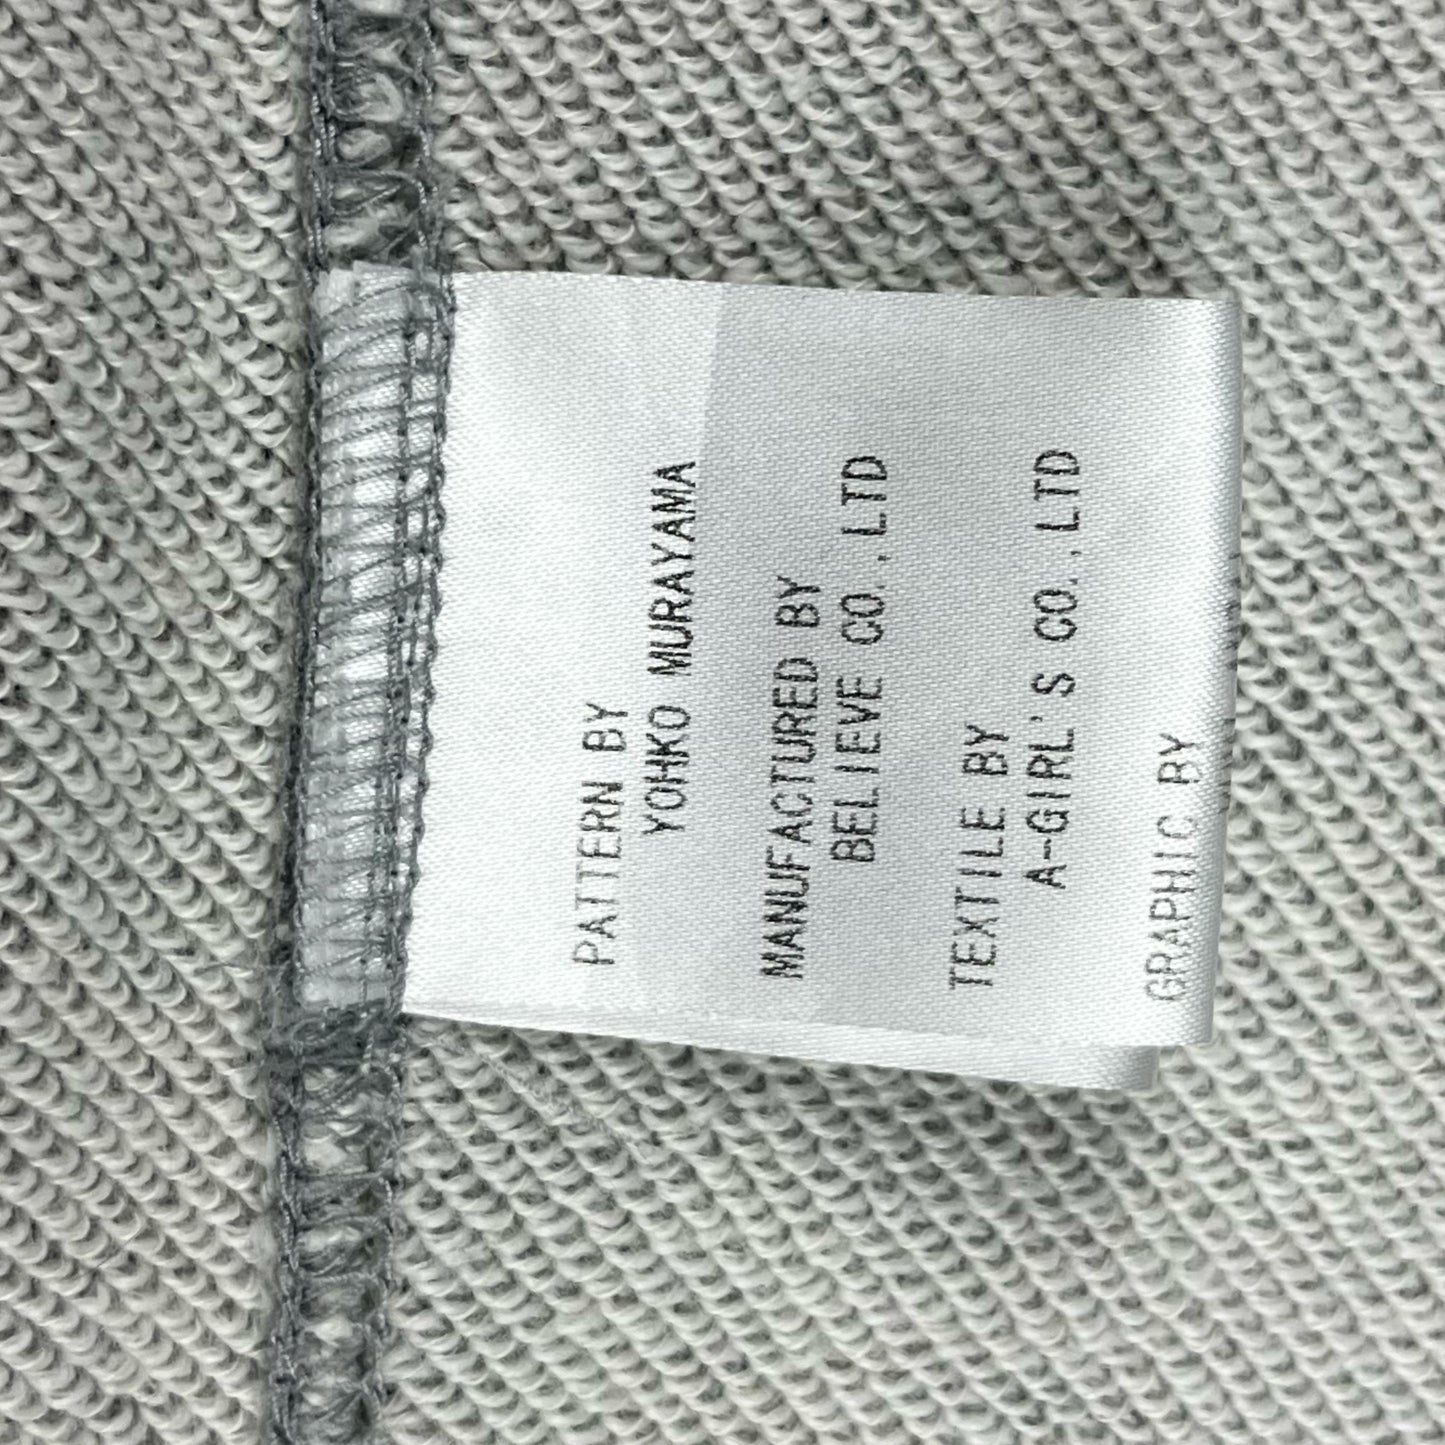 PATTERN BY
YOHKO MURAYAMA
MANUFACTURED BY
BELIEVE CO.,LTD
TEXTILE BY
A-GIRL'S CO.,LTD
GRAPHIC BY